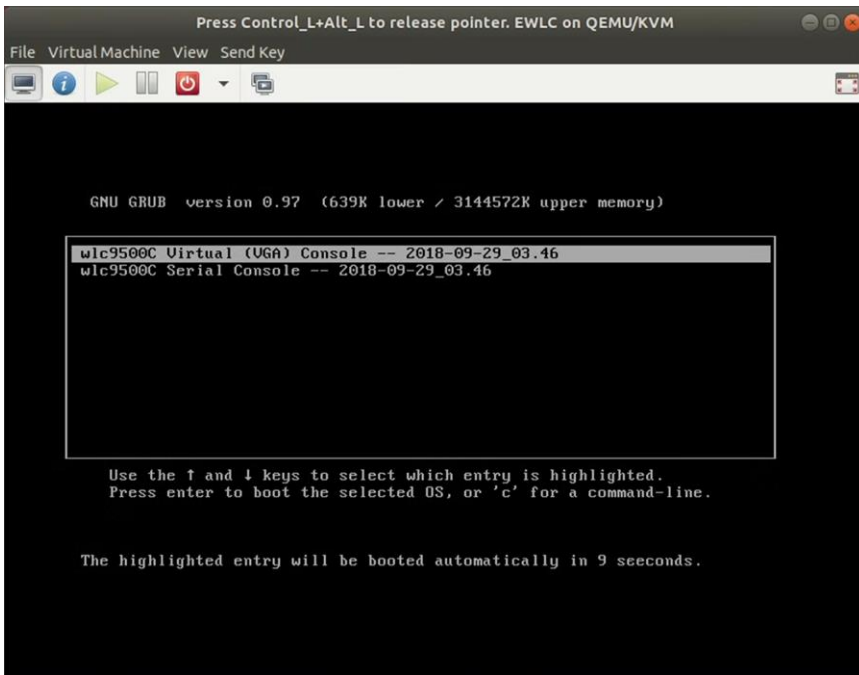 Press Control_L+Alt_L to release pointer. EWLC on QEMU/KVM
File Virtual Machine View Send Key
GNU GRUB version 0.97 (639K lower / 3144572K upper memory)
wlc9500C Virtual (VGA) Console -- 2018-09-29_03.46
wlc9500C Serial Console -- 2018-09-29_03.46
Use the ↑ and ↓ keys to select which entry is highlighted.
Press enter to boot the selected OS, or 'c' for a command-line.
The highlighted entry will be booted automatically in 9 seeconds.